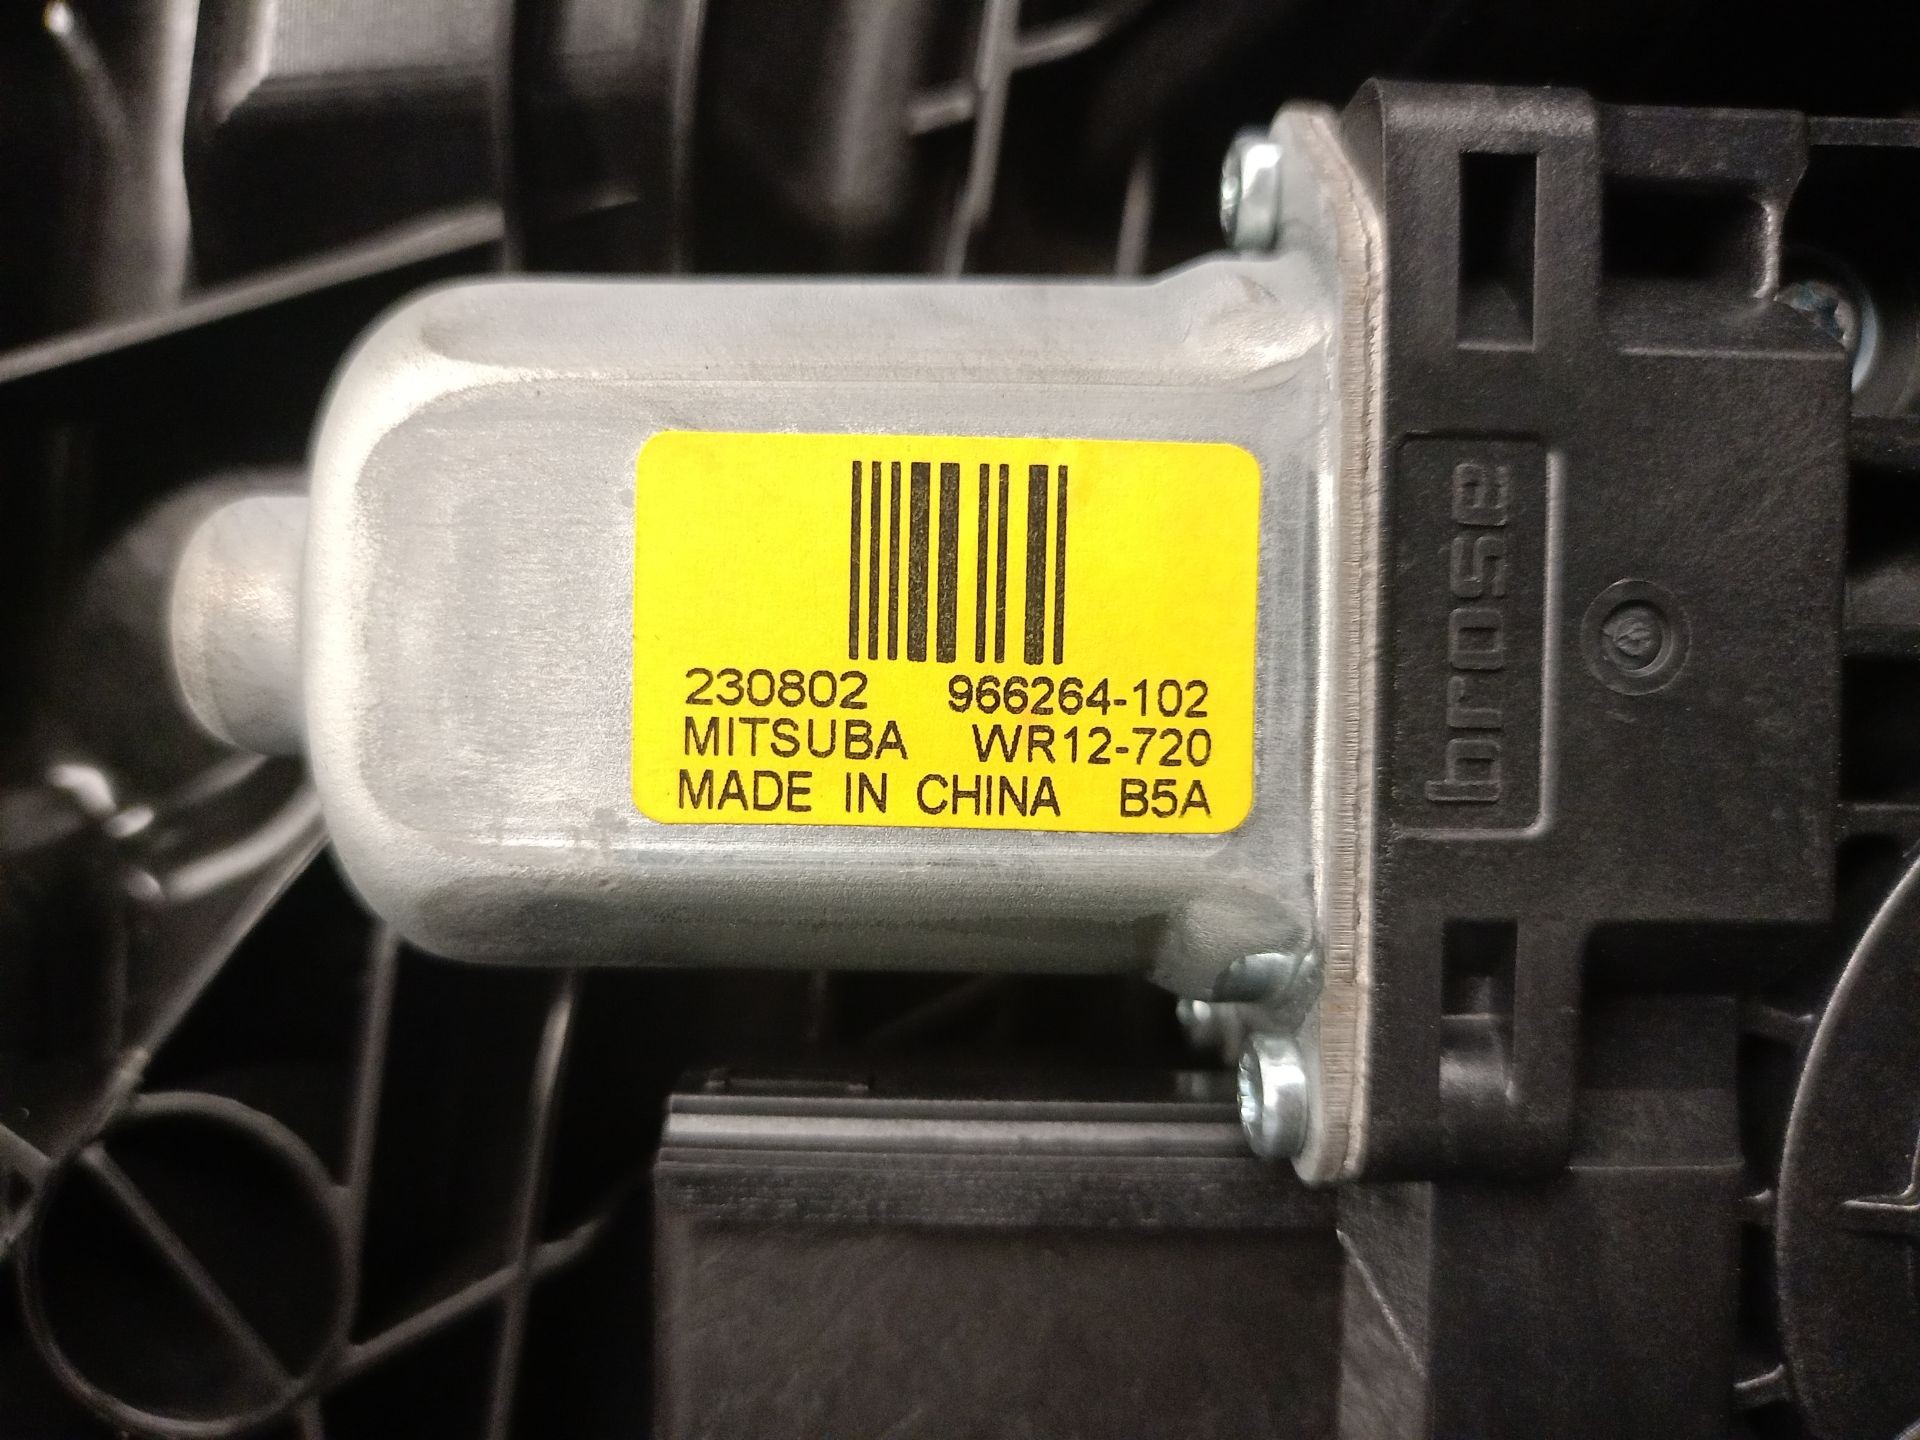 230802 966264-102
MITSUBA WR12-720
MADE IN CHINA B5A
brose